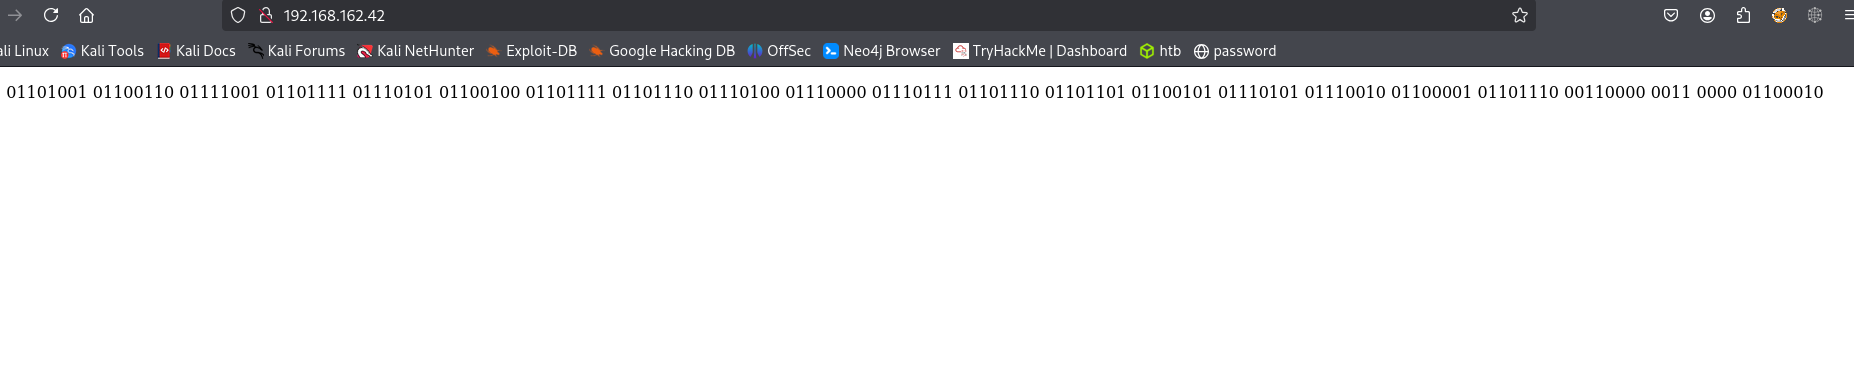 192.168.162.42
ali Linux Kali Tools Kali Docs Kali Forums Kali NetHunter Exploit-DB Google Hacking DB OffSec Neo4j Browser TryHackMe | Dashboard htb password
01101001 01100110 01111001 01101111 01110101 01100100 01101111 01101110 01110100 01110000 01110111 01101110 01101101 01100101 01110101 01110010 01100001 01101110 00110000 0011 0000 01100010